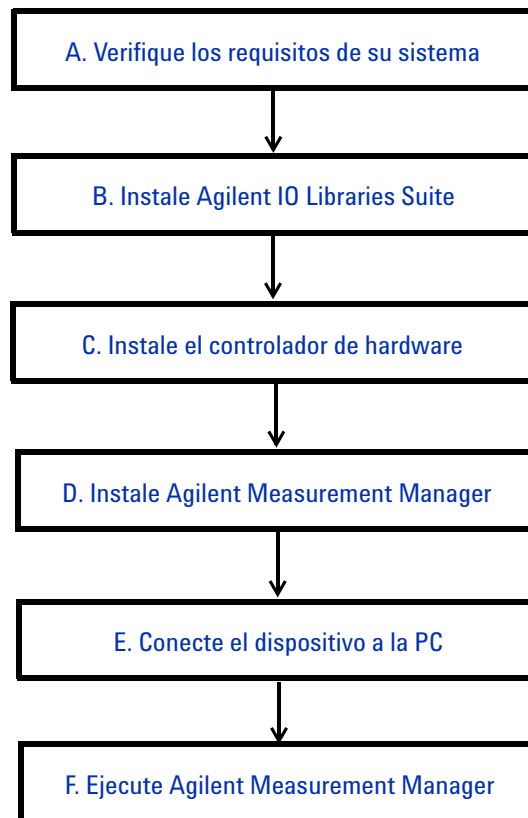 A. Verifique los requisitos de su sistema
B. Instale Agilent IO Libraries Suite
C. Instale el controlador de hardware
D. Instale Agilent Measurement Manager
E. Conecte el dispositivo a la PC
F. Ejecute Agilent Measurement Manager